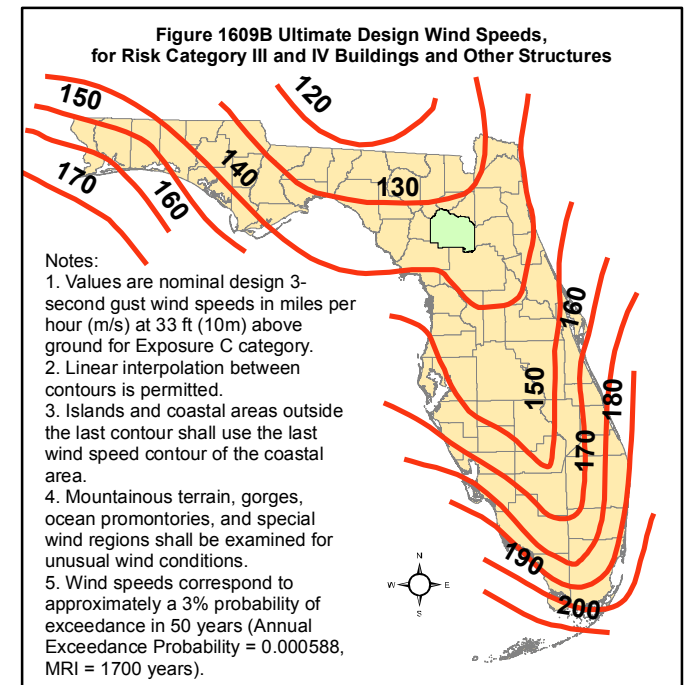 Figure 1609B Ultimate Design Wind Speeds,
for Risk Category III and IV Buildings and Other Structures
150
120
140
130
170
160
Notes:
1. Values are nominal design 3-
second gust wind speeds in miles per
hour (m/s) at 33 ft (10m) above
ground for Exposure C category.
2. Linear interpolation between
contours is permitted.
3. Islands and coastal areas outside
the last contour shall use the last
wind speed contour of the coastal
area.
4. Mountainous terrain, gorges,
ocean promontories, and special
wind regions shall be examined for
unusual wind conditions.
5. Wind speeds correspond to
approximately a 3% probability of
exceedance in 50 years (Annual
Exceedance Probability = 0.000588,
MRI = 1700 years).
160
150
180
170
190
200
N
W E
S